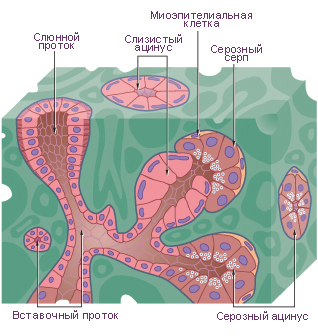 Миоэпителиальная
клетка
Слюнной
проток
Слизистый
ацинус
Серозный
серп
Вставочный проток
Серозный ацинус